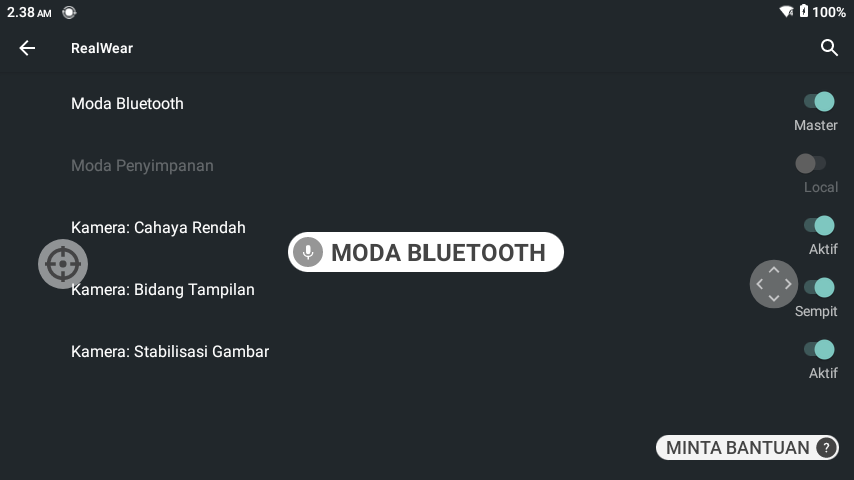 2.38 AM
100%
RealWear
Moda Bluetooth
Master
Moda Penyimpanan
Local
Kamera: Cahaya Rendah
Aktif
MODA BLUETOOTH
Kamera: Bidang Tampilan
Sempit
Kamera: Stabilisasi Gambar
Aktif
MINTA BANTUAN ?